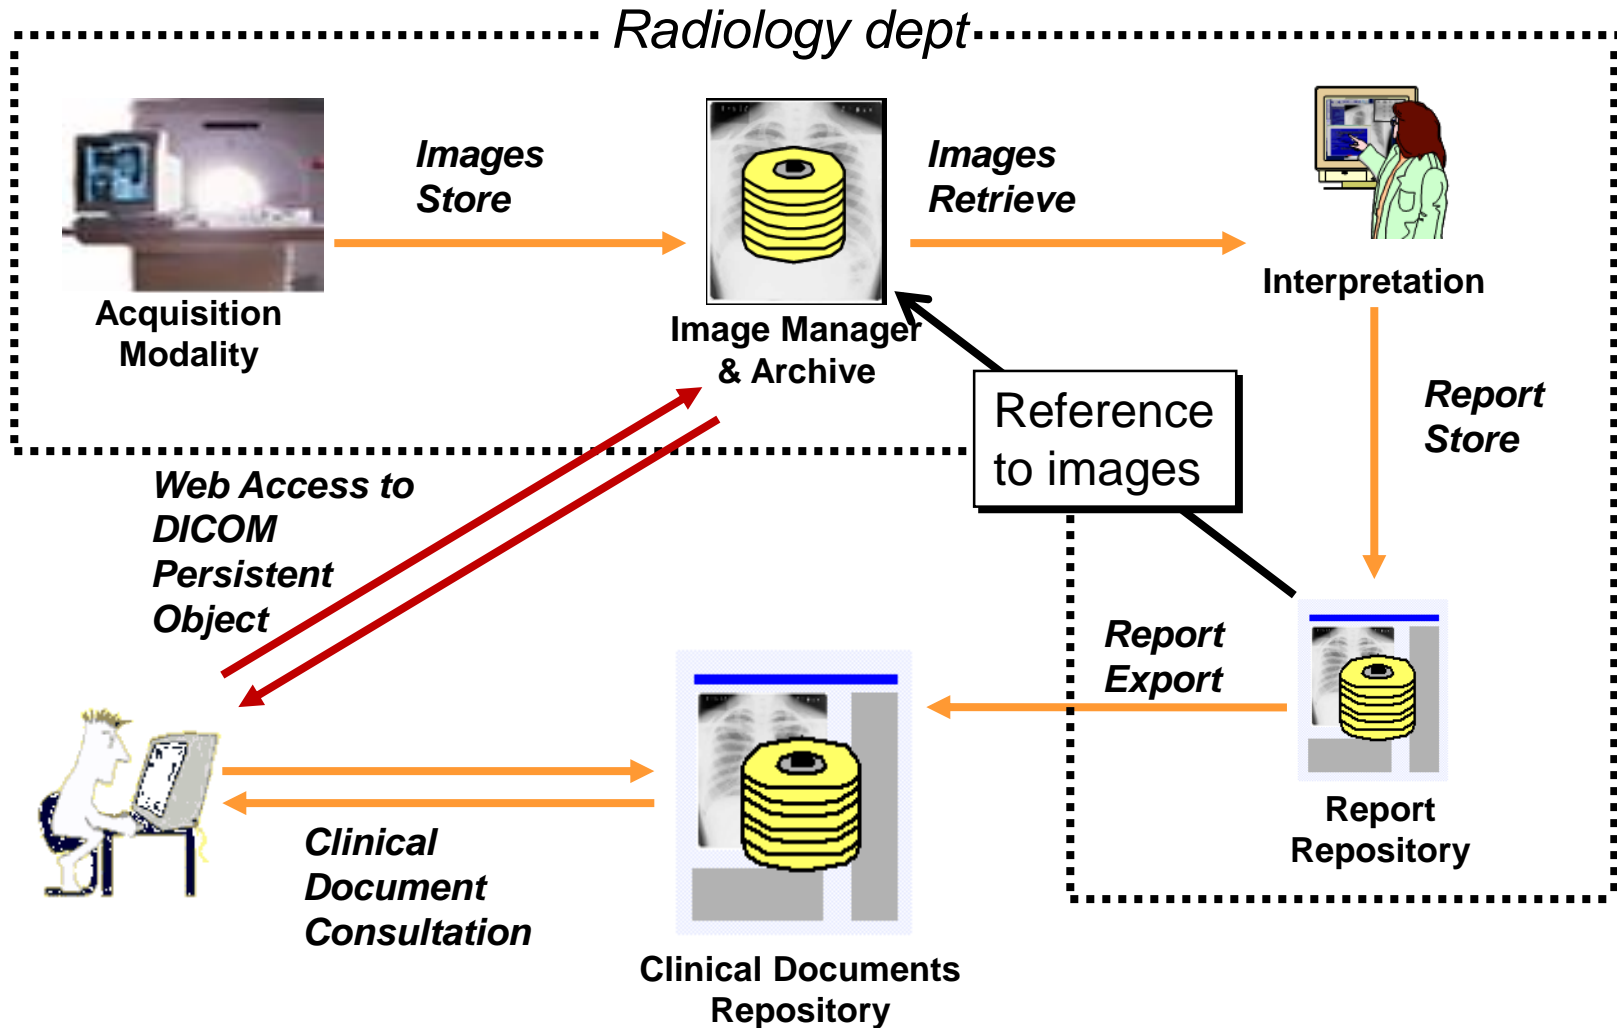 Radiology dept
Images
Store
Images
Retrieve
Acquisition
Modality
Image Manager
& Archive
Interpretation
Reference
to images
Report
Store
Web Access to
DICOM
Persistent
Object
Report
Export
Report
Repository
Clinical
Document
Consultation
Clinical Documents
Repository